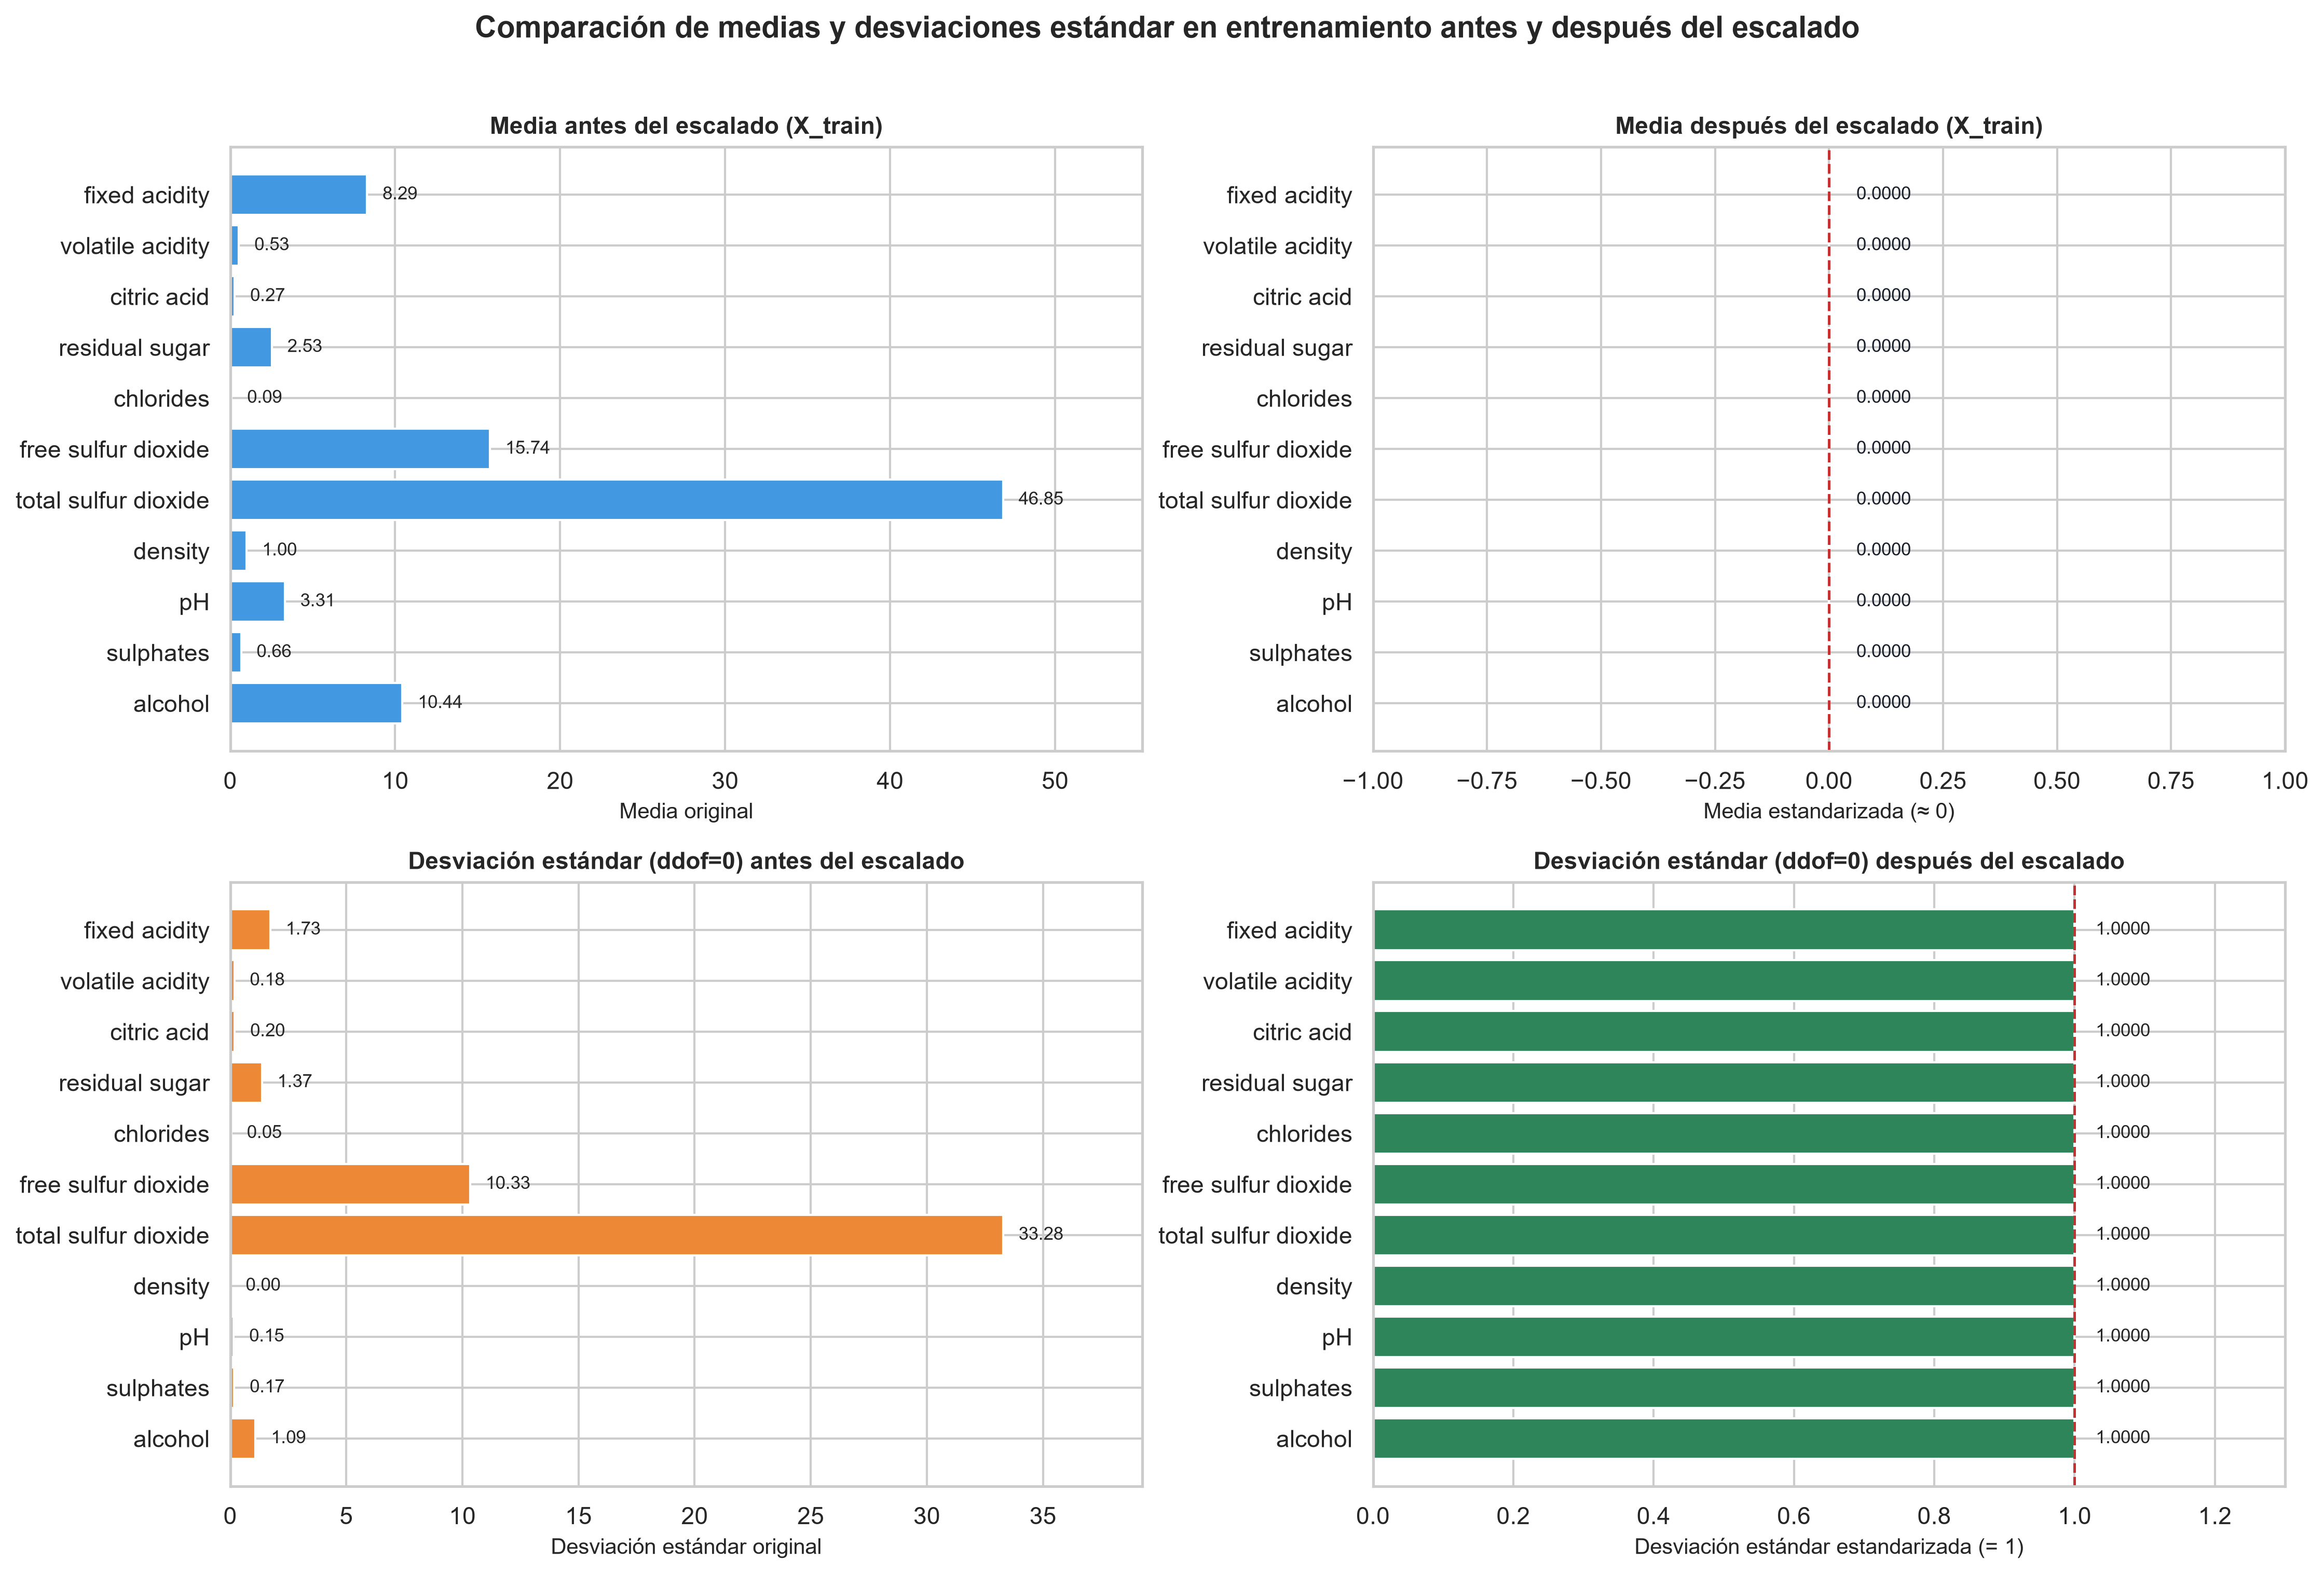 Comparación de medias y desviaciones estándar en entrenamiento antes y después del escalado
Media antes del escalado (X_train)
fixed acidity 8.29
volatile acidity 0.53
citric acid 0.27
residual sugar 2.53
chlorides 0.09
free sulfur dioxide 15.74
total sulfur dioxide 46.85
density 1.00
pH 3.31
sulphates 0.66
alcohol 10.44
0 10 20 30 40 50
Media original
Media después del escalado (X_train)
fixed acidity 0.0000
volatile acidity 0.0000
citric acid 0.0000
residual sugar 0.0000
chlorides 0.0000
free sulfur dioxide 0.0000
total sulfur dioxide 0.0000
density 0.0000
pH 0.0000
sulphates 0.0000
alcohol 0.0000
−1.00 −0.75 −0.50 −0.25 0.00 0.25 0.50 0.75 1.00
Media estandarizada (≈ 0)
Desviación estándar (ddof=0) antes del escalado
fixed acidity 1.73
volatile acidity 0.18
citric acid 0.20
residual sugar 1.37
chlorides 0.05
free sulfur dioxide 10.33
total sulfur dioxide 33.28
density 0.00
pH 0.15
sulphates 0.17
alcohol 1.09
0 5 10 15 20 25 30 35
Desviación estándar original
Desviación estándar (ddof=0) después del escalado
fixed acidity 1.0000
volatile acidity 1.0000
citric acid 1.0000
residual sugar 1.0000
chlorides 1.0000
free sulfur dioxide 1.0000
total sulfur dioxide 1.0000
density 1.0000
pH 1.0000
sulphates 1.0000
alcohol 1.0000
0.0 0.2 0.4 0.6 0.8 1.0 1.2
Desviación estándar estandarizada (= 1)